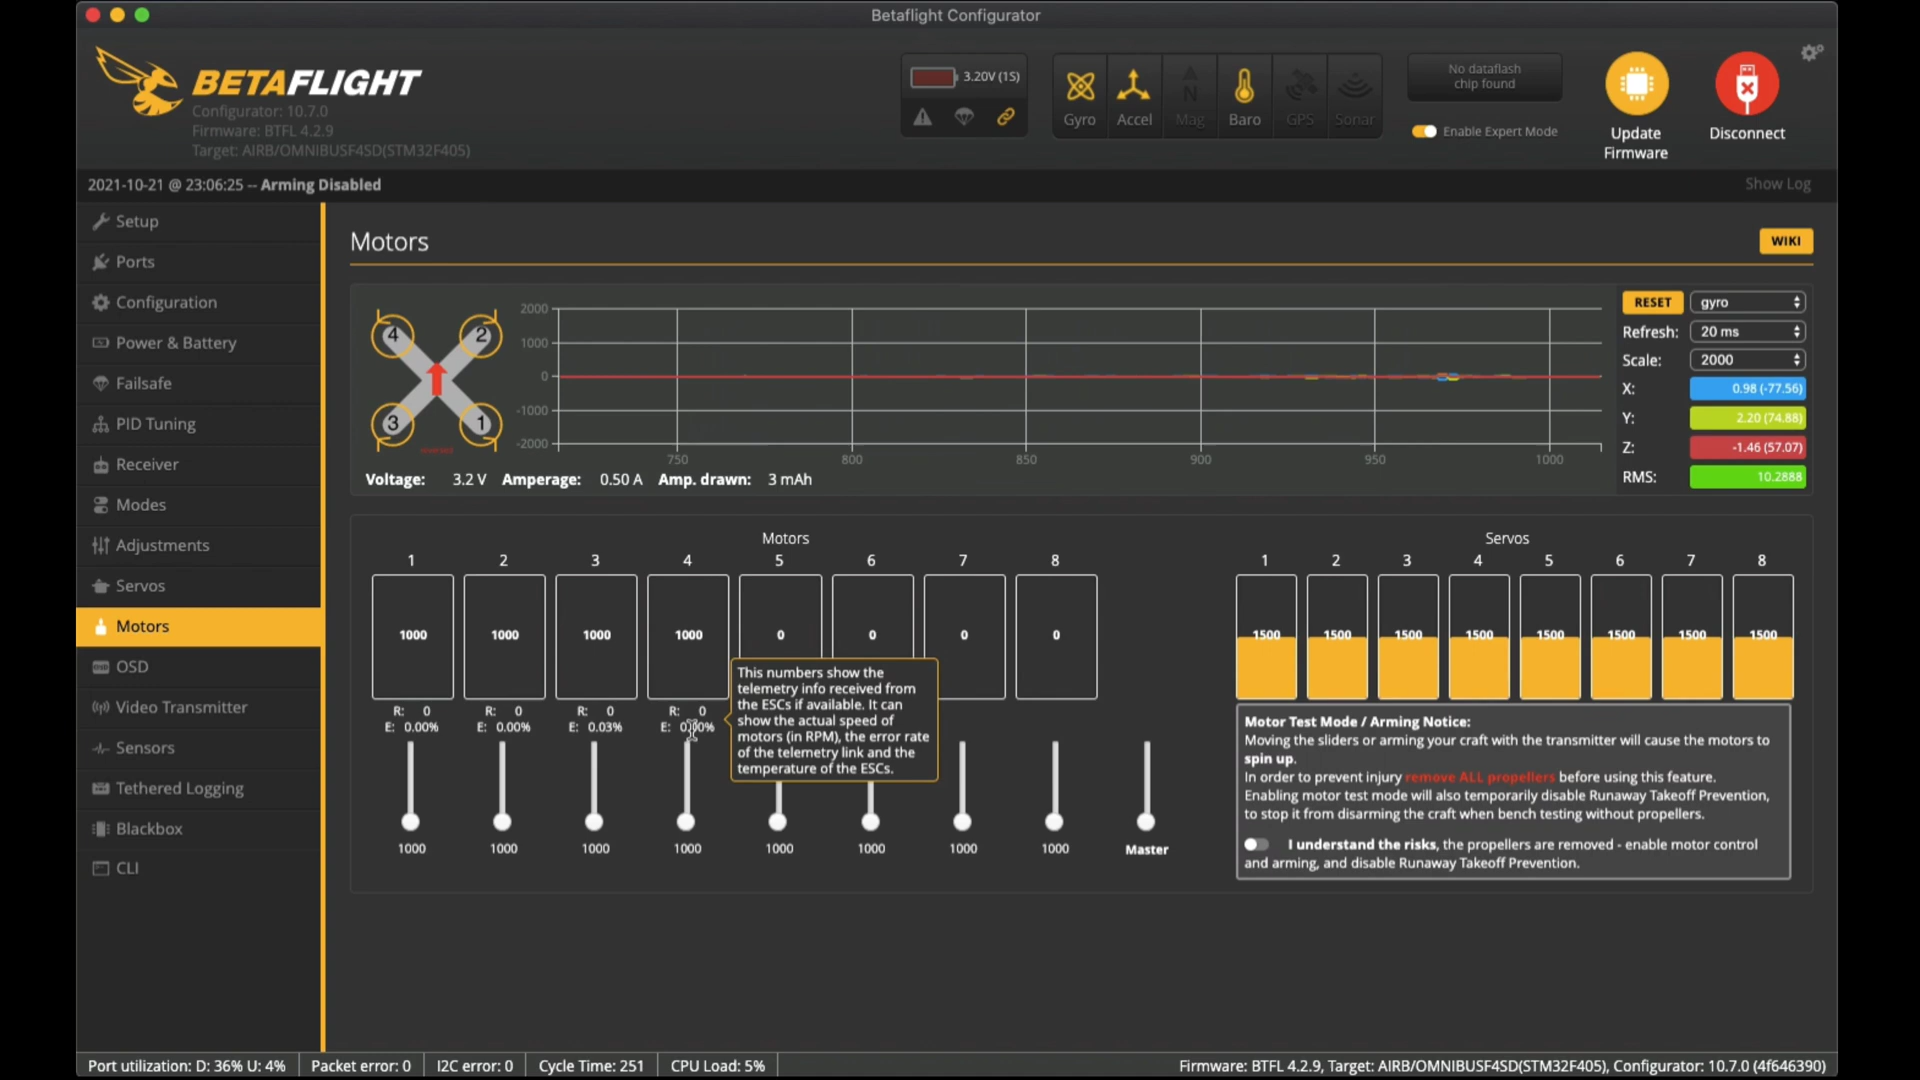 Betaflight Configurator
BETAFLIGHT
Configurator: 10.7.0
Firmware: BTFL 4.2.9
Target: AIRB/OMNIBUSF4SD(STM32F405)
3.20V (1S)
Gyro
Accel
Mag
Baro
GPS
Sonar
No dataflash
chip found
Enable Expert Mode
Update
Firmware
Disconnect
2021-10-21 @ 23:06:25 -- Arming Disabled
Show Log
Setup
Ports
Configuration
Power & Battery
Failsafe
PID Tuning
Receiver
Modes
Adjustments
Servos
Motors
OSD
Video Transmitter
Sensors
Tethered Logging
Blackbox
CLI
Motors
WIKI
4 2
3 1
2000
1000
0
-1000
-2000
750 800 850 900 950 1000
RESET gyro
Refresh: 20 ms
Scale: 2000
X: 0.98 (-77.56)
Y: 2.20 (74.88)
Z: -1.46 (57.07)
RMS: 10.2888
Voltage: 3.2 V Amperage: 0.50 A Amp. drawn: 3 mAh
Motors
1 2 3 4 5 6 7 8
1000 1000 1000 1000 0 0 0 0
R: 0 R: 0 R: 0 R: 0
E: 0.00% E: 0.00% E: 0.03% E: 0.00%
This numbers show the
telemetry info received from
the ESCs if available. It can
show the actual speed of
motors (in RPM), the error rate
of the telemetry link and the
temperature of the ESCs.
1000 1000 1000 1000 1000 1000 1000 1000 Master
Servos
1 2 3 4 5 6 7 8
1500 1500 1500 1500 1500 1500 1500 1500
Motor Test Mode / Arming Notice:
Moving the sliders or arming your craft with the transmitter will cause the motors to
spin up.
In order to prevent injury remove ALL propellers before using this feature.
Enabling motor test mode will also temporarily disable Runaway Takeoff Prevention,
to stop it from disarming the craft when bench testing without propellers.
I understand the risks, the propellers are removed - enable motor control
and arming, and disable Runaway Takeoff Prevention.
Port utilization: D: 36% U: 4% Packet error: 0 I2C error: 0 Cycle Time: 251 CPU Load: 5%
Firmware: BTFL 4.2.9, Target: AIRB/OMNIBUSF4SD(STM32F405), Configurator: 10.7.0 (4f646390)